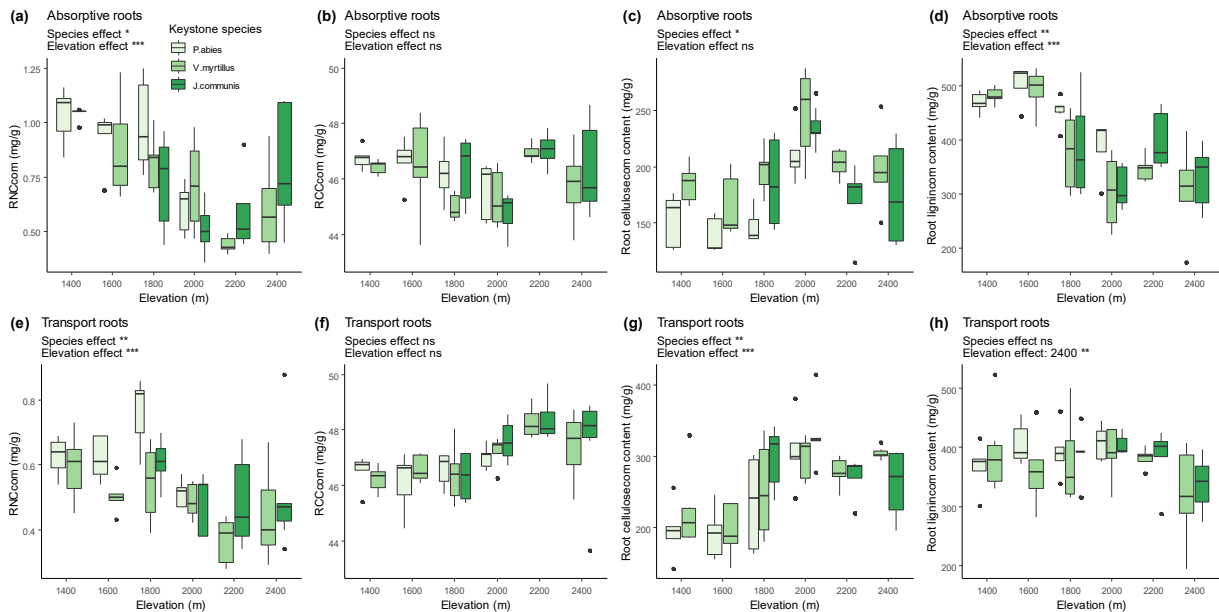 (a) Absorptive roots
Species effect *
Elevation effect ***
Keystone species
P.abies
V.myrtillus
J.communis
RNCcom (mg/g)
1.25
1.00
0.75
0.50
1400 1600 1800 2000 2200 2400
Elevation (m)
(b) Absorptive roots
Species effect ns
Elevation effect ns
RCCcom (mg/g)
50
48
46
44
1400 1600 1800 2000 2200 2400
Elevation (m)
(c) Absorptive roots
Species effect *
Elevation effect ns
Root cellulosecom content (mg/g)
250
200
150
1400 1600 1800 2000 2200 2400
Elevation (m)
(d) Absorptive roots
Species effect **
Elevation effect ***
Root lignincom content (mg/g)
500
400
300
200
1400 1600 1800 2000 2200 2400
Elevation (m)
(e) Transport roots
Species effect **
Elevation effect ***
RNCcom (mg/g)
0.8
0.6
0.4
1400 1600 1800 2000 2200 2400
Elevation (m)
(f) Transport roots
Species effect ns
Elevation effect ns
RCCcom (mg/g)
50
48
46
44
1400 1600 1800 2000 2200 2400
Elevation (m)
(g) Transport roots
Species effect **
Elevation effect ***
Root cellulosecom content (mg/g)
300
200
1400 1600 1800 2000 2200 2400
Elevation (m)
(h) Transport roots
Species effect ns
Elevation effect: 2400 **
Root lignincom content (mg/g)
500
400
300
200
1400 1600 1800 2000 2200 2400
Elevation (m)